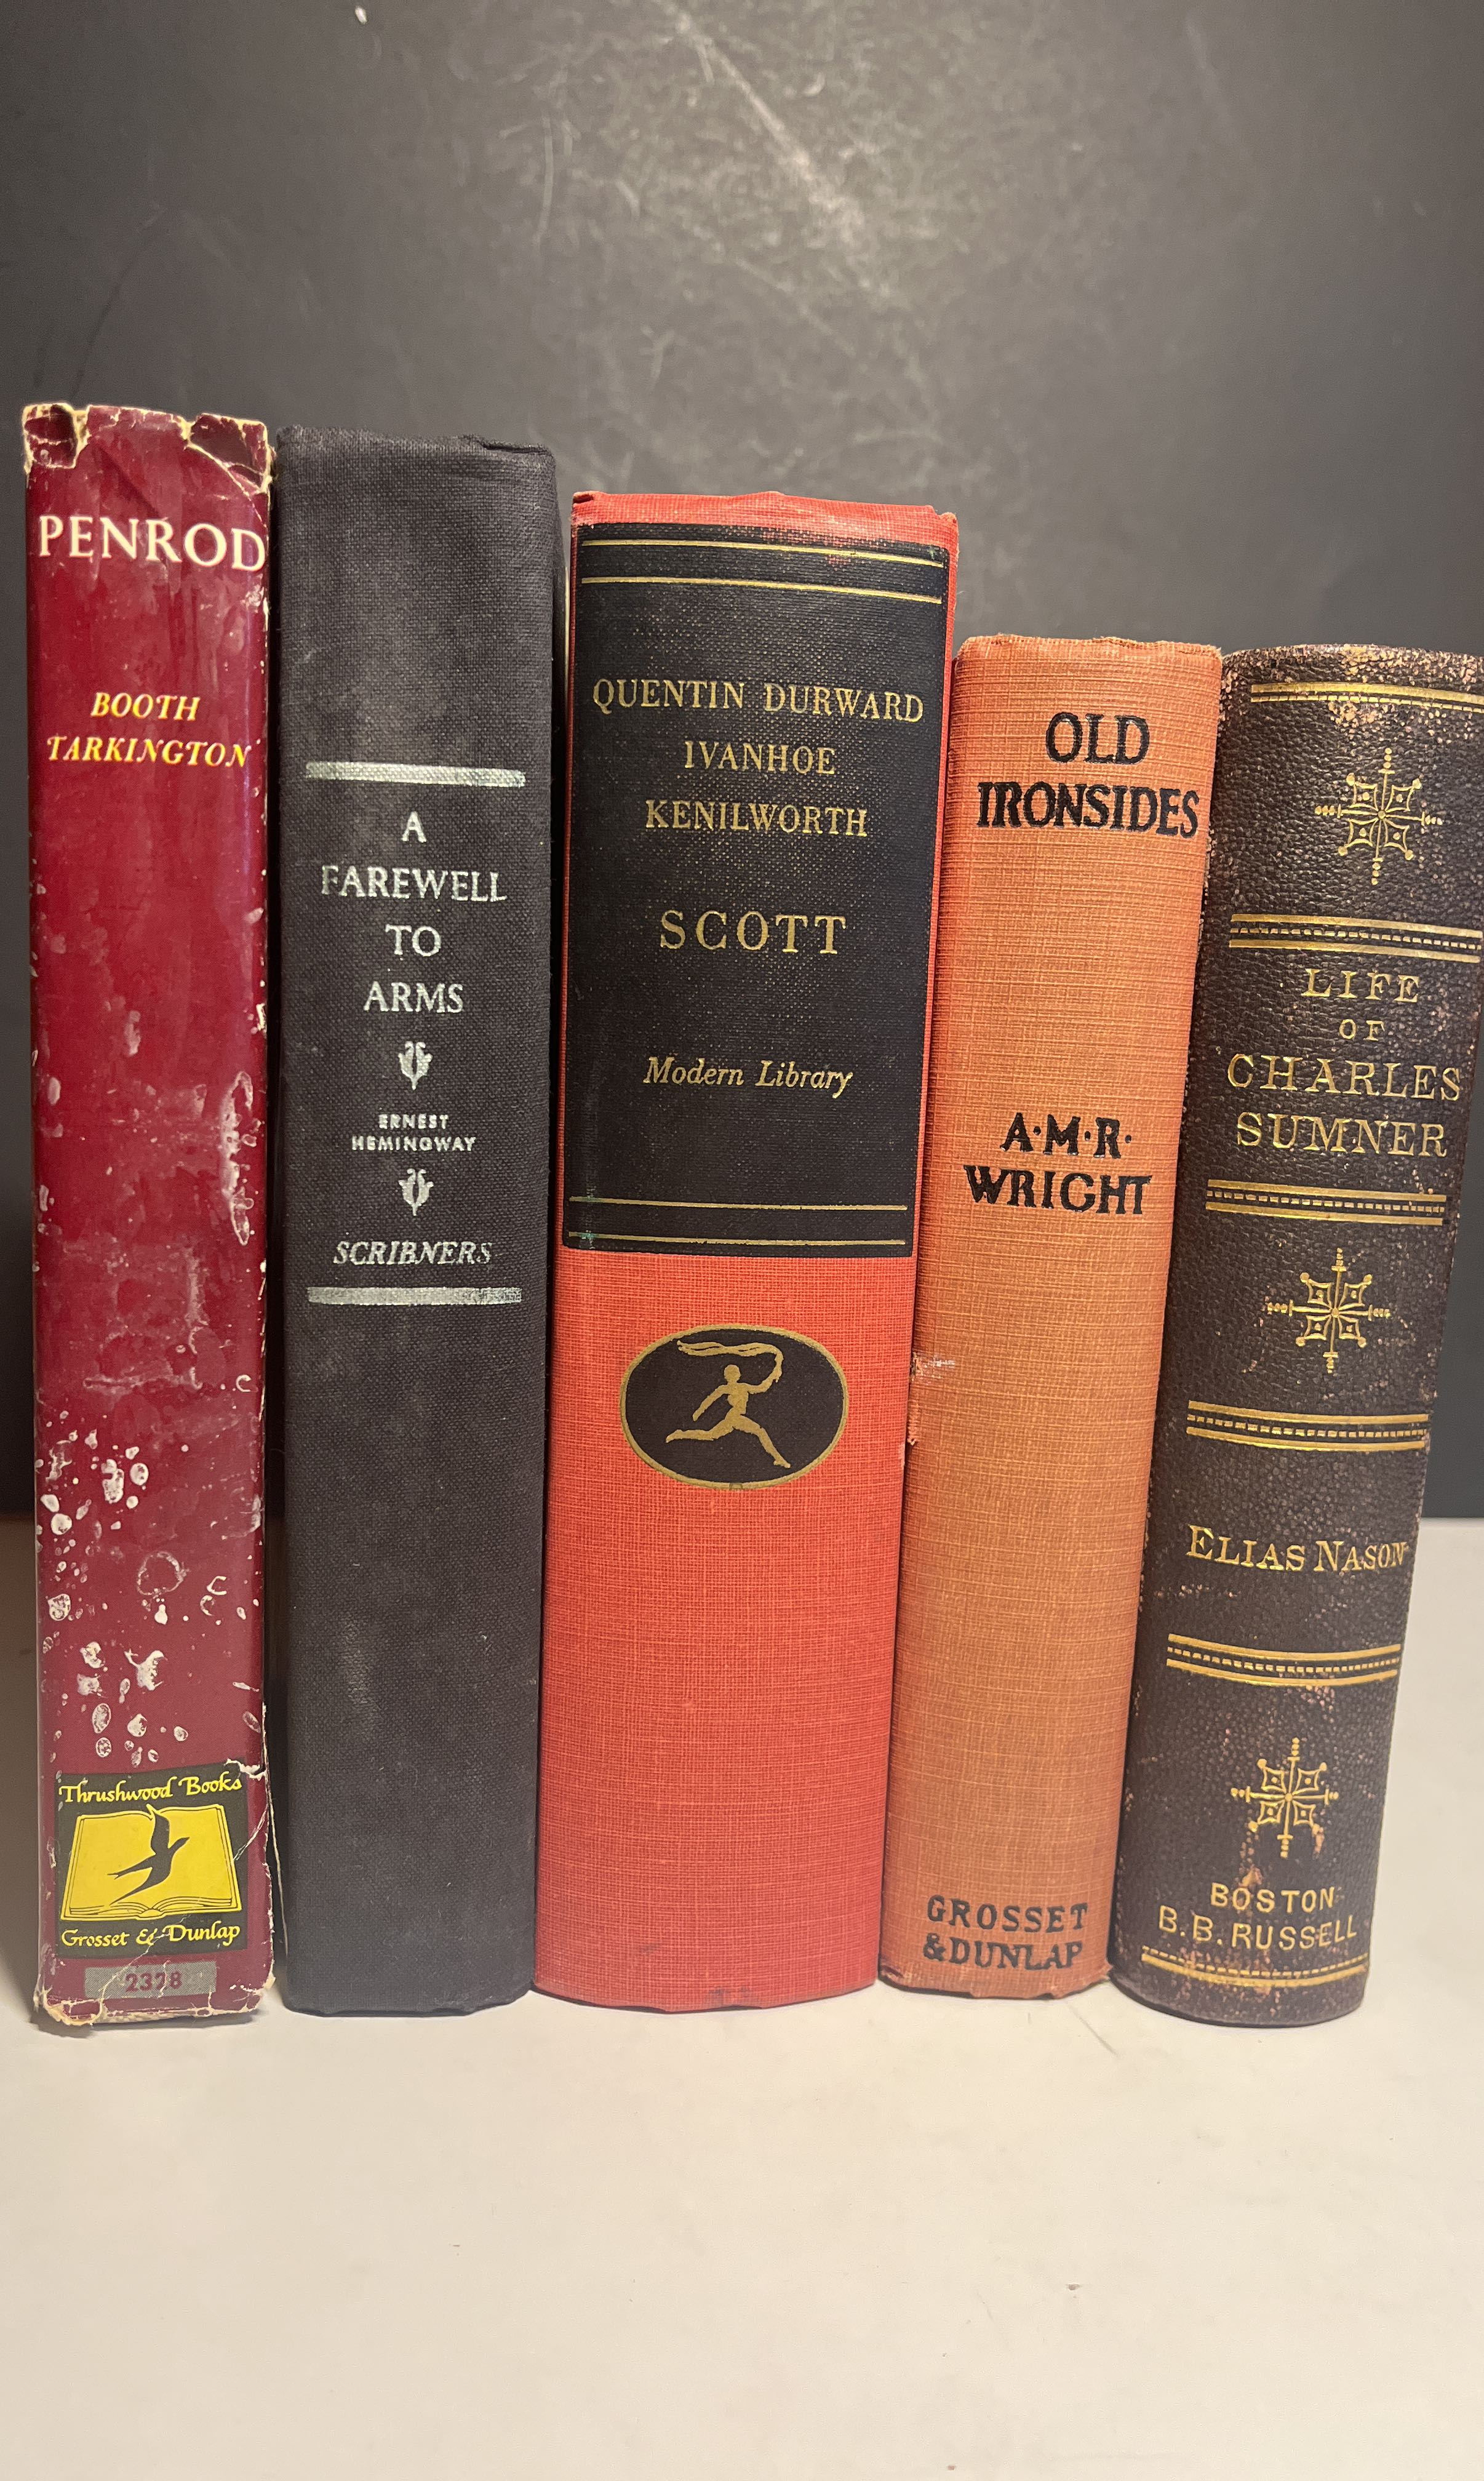 PENROD
BOOTH
TARKINGTON
Thrushwood Books
Grosset & Dunlap
2378
A
FAREWELL
TO
ARMS
ERNEST
HEMINGWAY
SCRIBNERS
QUENTIN DURWARD
IVANHOE
KENILWORTH
SCOTT
Modern Library
OLD
IRONSIDES
A·M·R·
WRIGHT
GROSSET
&DUNLAP
LIFE
OF
CHARLES
SUMNER
ELIAS NASON
BOSTON
B.B. RUSSELL